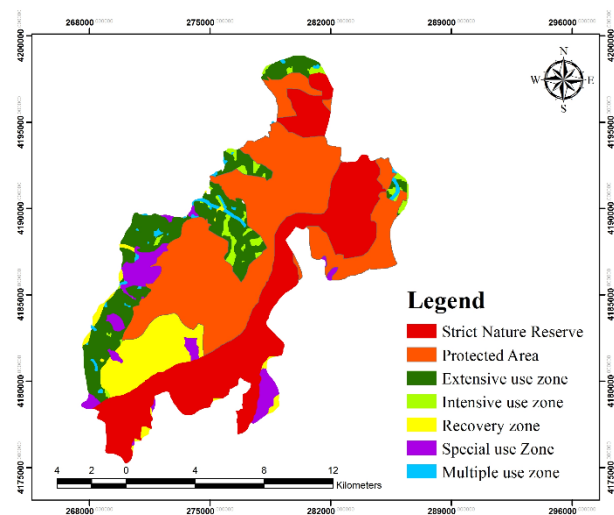 268000 275000 282000 289000 296000
4200000 4200000
N
W E
S
4195000 4195000
4190000 4190000
4185000 4185000
Legend
Strict Nature Reserve
Protected Area
Extensive use zone
4180000 4180000
Intensive use zone
Recovery zone
Special use Zone
Multiple use zone
4 2 0 4 8 12
Kilometers
4175000 4175000
268000 275000 282000 289000 296000